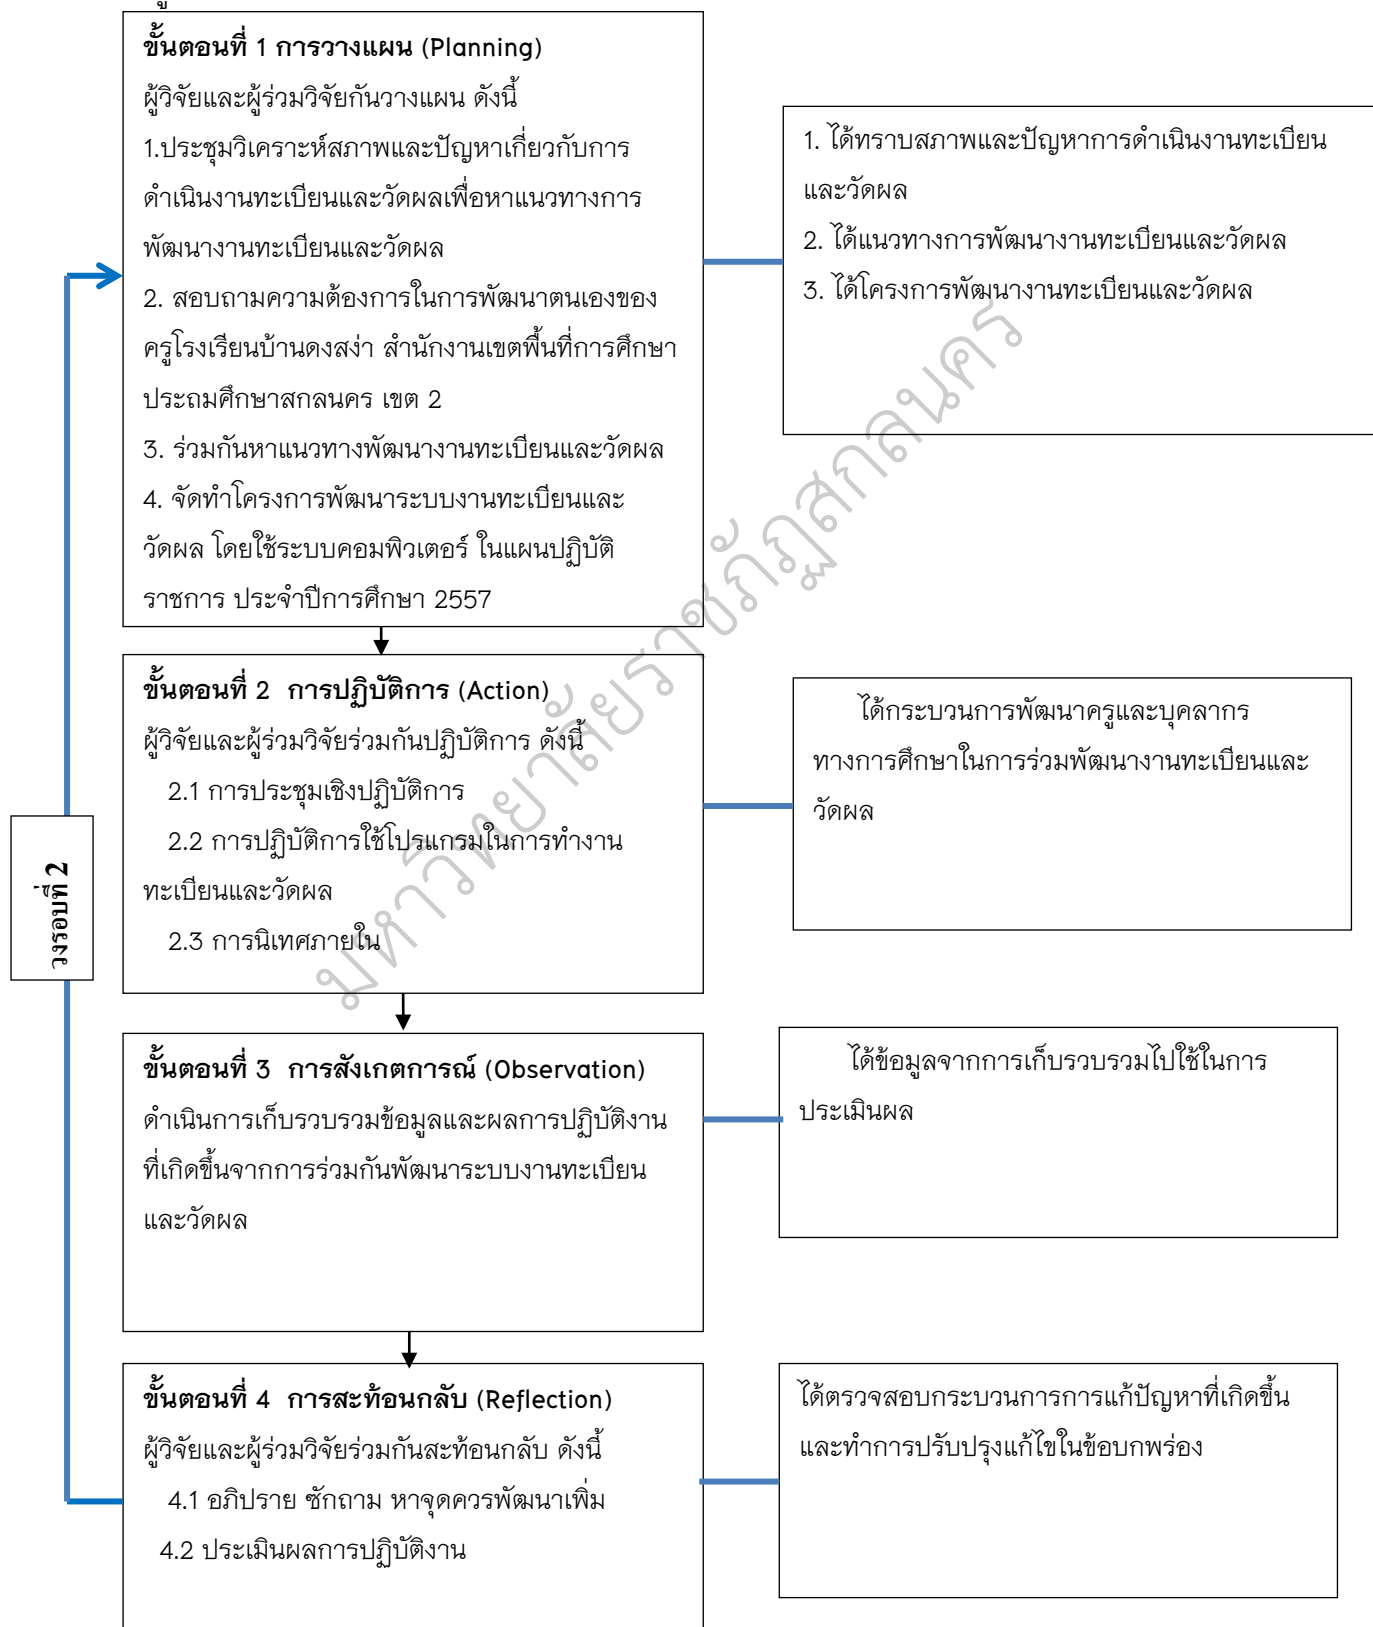 ขั้นตอนที่ 1 การวางแผน (Planning)
ผู้วิจัยและผู้ร่วมวิจัยกันวางแผน ดังนี้
1.ประชุมวิเคราะห์สภาพและปัญหาเกี่ยวกับการ
ดำเนินงานทะเบียนและวัดผลเพื่อหาแนวทางการ
พัฒนางานทะเบียนและวัดผล
2. สอบถามความต้องการในการพัฒนาตนเองของ
ครูโรงเรียนบ้านดงสง่า สำนักงานเขตพื้นที่การศึกษา
ประถมศึกษาสกลนคร เขต 2
3. ร่วมกันหาแนวทางพัฒนางานทะเบียนและวัดผล
4. จัดทำโครงการพัฒนาระบบงานทะเบียนและ
วัดผล โดยใช้ระบบคอมพิวเตอร์ ในแผนปฏิบัติ
ราชการ ประจำปีการศึกษา 2557
1. ได้ทราบสภาพและปัญหาการดำเนินงานทะเบียน
และวัดผล
2. ได้แนวทางการพัฒนางานทะเบียนและวัดผล
3. ได้โครงการพัฒนางานทะเบียนและวัดผล
ขั้นตอนที่ 2 การปฏิบัติการ (Action)
ผู้วิจัยและผู้ร่วมวิจัยร่วมกันปฏิบัติการ ดังนี้
2.1 การประชุมเชิงปฏิบัติการ
2.2 การปฏิบัติการใช้โปรแกรมในการทำงาน
ทะเบียนและวัดผล
2.3 การนิเทศภายใน
ได้กระบวนการพัฒนาครูและบุคลากร
ทางการศึกษาในการร่วมพัฒนางานทะเบียนและ
วัดผล
วงรอบที่ 2
ขั้นตอนที่ 3 การสังเกตการณ์ (Observation)
ดำเนินการเก็บรวบรวมข้อมูลและผลการปฏิบัติงาน
ที่เกิดขึ้นจากการร่วมกันพัฒนาระบบงานทะเบียน
และวัดผล
ได้ข้อมูลจากการเก็บรวบรวมไปใช้ในการ
ประเมินผล
ขั้นตอนที่ 4 การสะท้อนกลับ (Reflection)
ผู้วิจัยและผู้ร่วมวิจัยร่วมกันสะท้อนกลับ ดังนี้
4.1 อภิปราย ซักถาม หาจุดควรพัฒนาเพิ่ม
4.2 ประเมินผลการปฏิบัติงาน
ได้ตรวจสอบกระบวนการการแก้ปัญหาที่เกิดขึ้น
และทำการปรับปรุงแก้ไขในข้อบกพร่อง
มหาวิทยาลัยราชภัฏสกลนคร